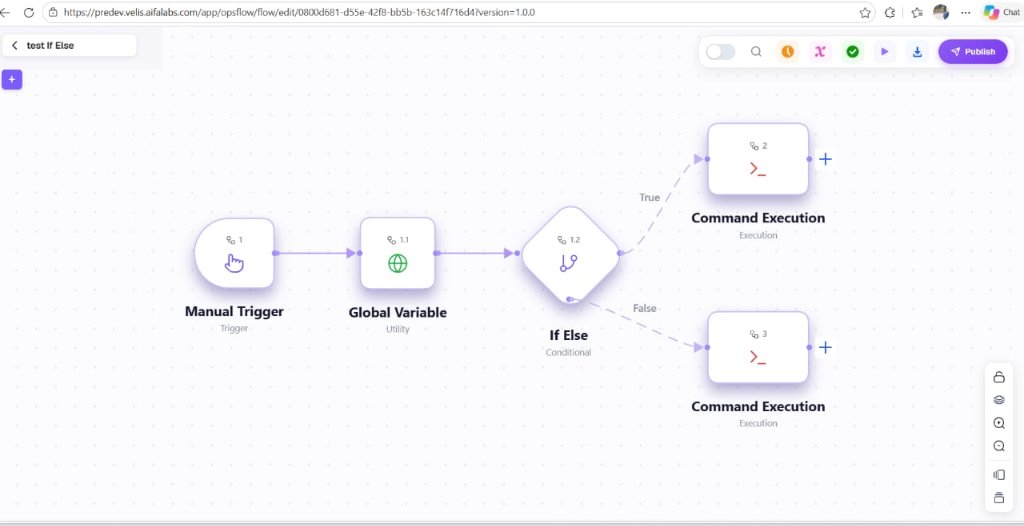 https://predev.velis.aifalabs.com/app/opsflow/flow/edit/0800d681-d55e-42f8-bb5b-163c14f716d4?version=1.0.0
Chat
test If Else
Publish
2
True
Command Execution
Execution
1
1.1
1.2
Manual Trigger
Trigger
Global Variable
Utility
If Else
Conditional
False
3
Command Execution
Execution